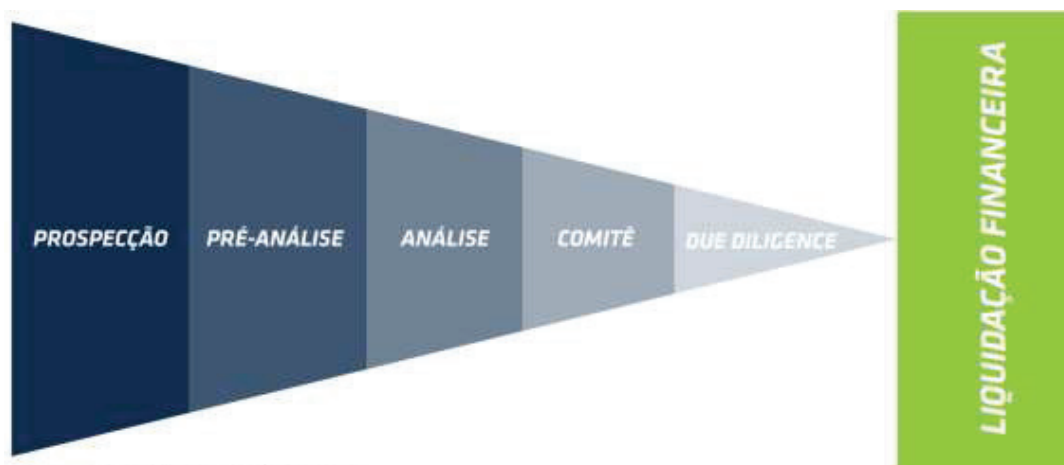 PROSPECÇÃO
PRÉ-ANÁLISE
ANÁLISE
COMITÊ
DUE DILIGENCE
LIQUIDAÇÃO FINANCEIRA